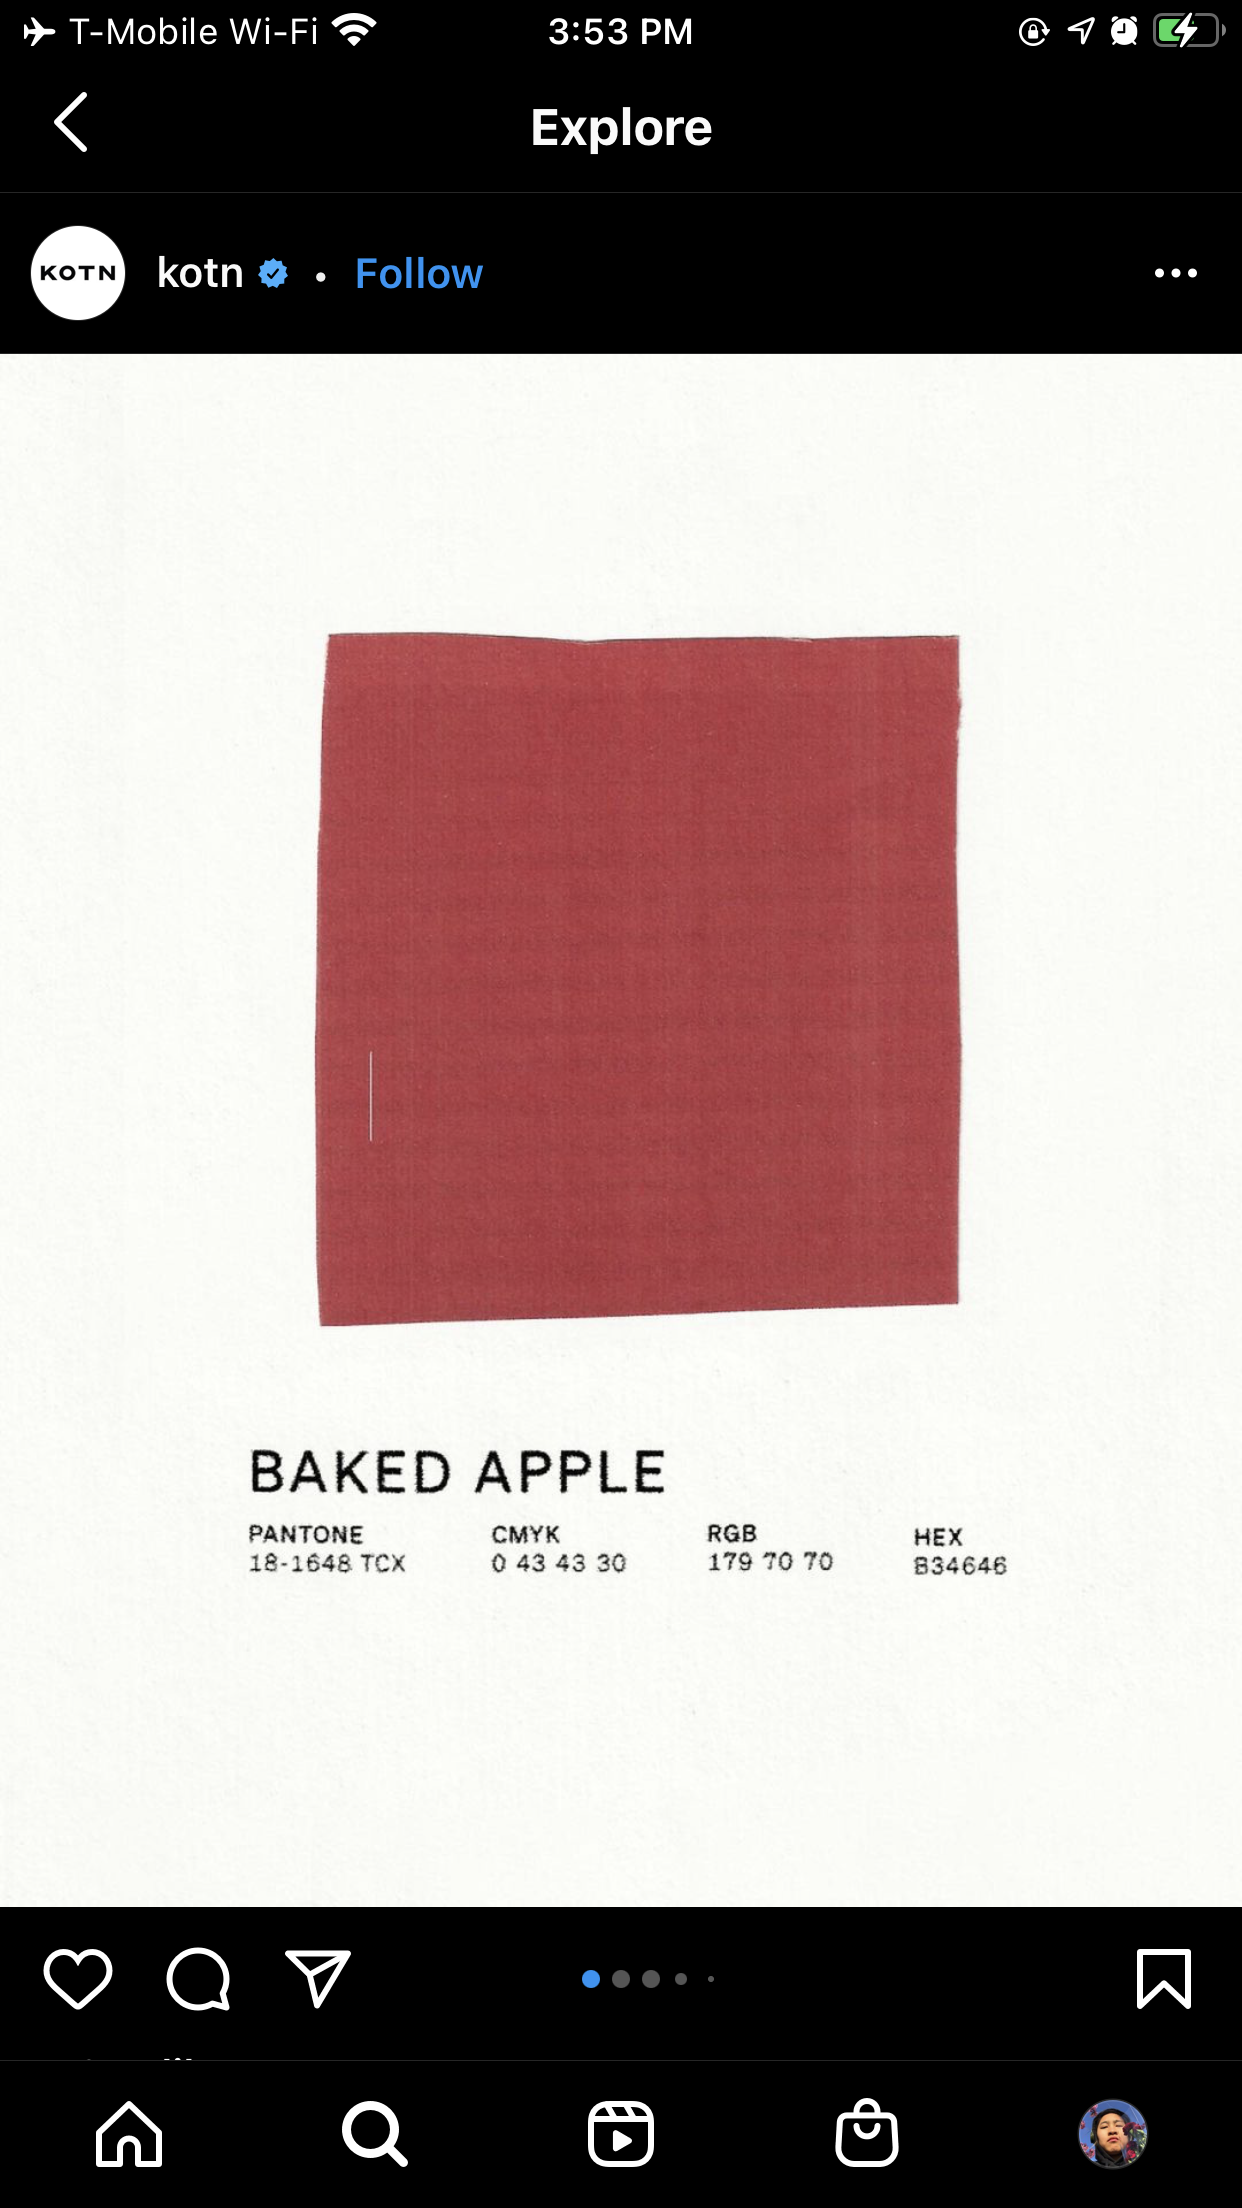 T-Mobile Wi-Fi 3:53 PM
Explore
KOTN kotn • Follow
BAKED APPLE
PANTONE CMYK RGB HEX
18-1648 TCX 0 43 43 30 179 70 70 B34646